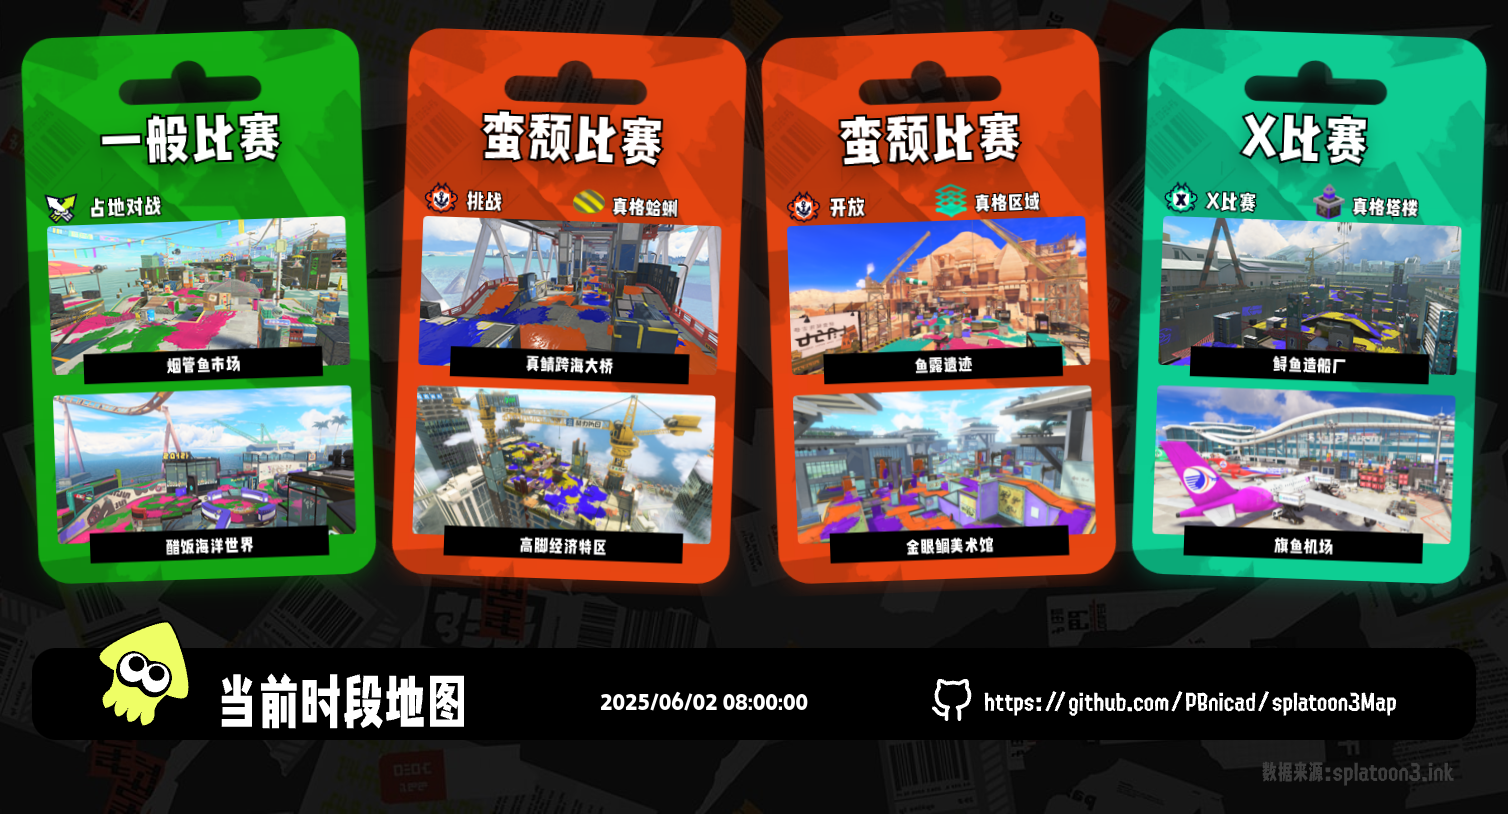 一般比赛
占地对战
烟管鱼市场
醋饭海洋世界
蛮颓比赛
挑战
真格蛤蜊
真鲭跨海大桥
高脚经济特区
蛮颓比赛
开放
真格区域
鱼露遗迹
金眼鲷美术馆
X比赛
X比赛
真格塔楼
鲟鱼造船厂
旗鱼机场
当前时段地图
2025/06/02 08:00:00
https://github.com/PBnicad/splatoon3Map
数据来源:splatoon3.ink